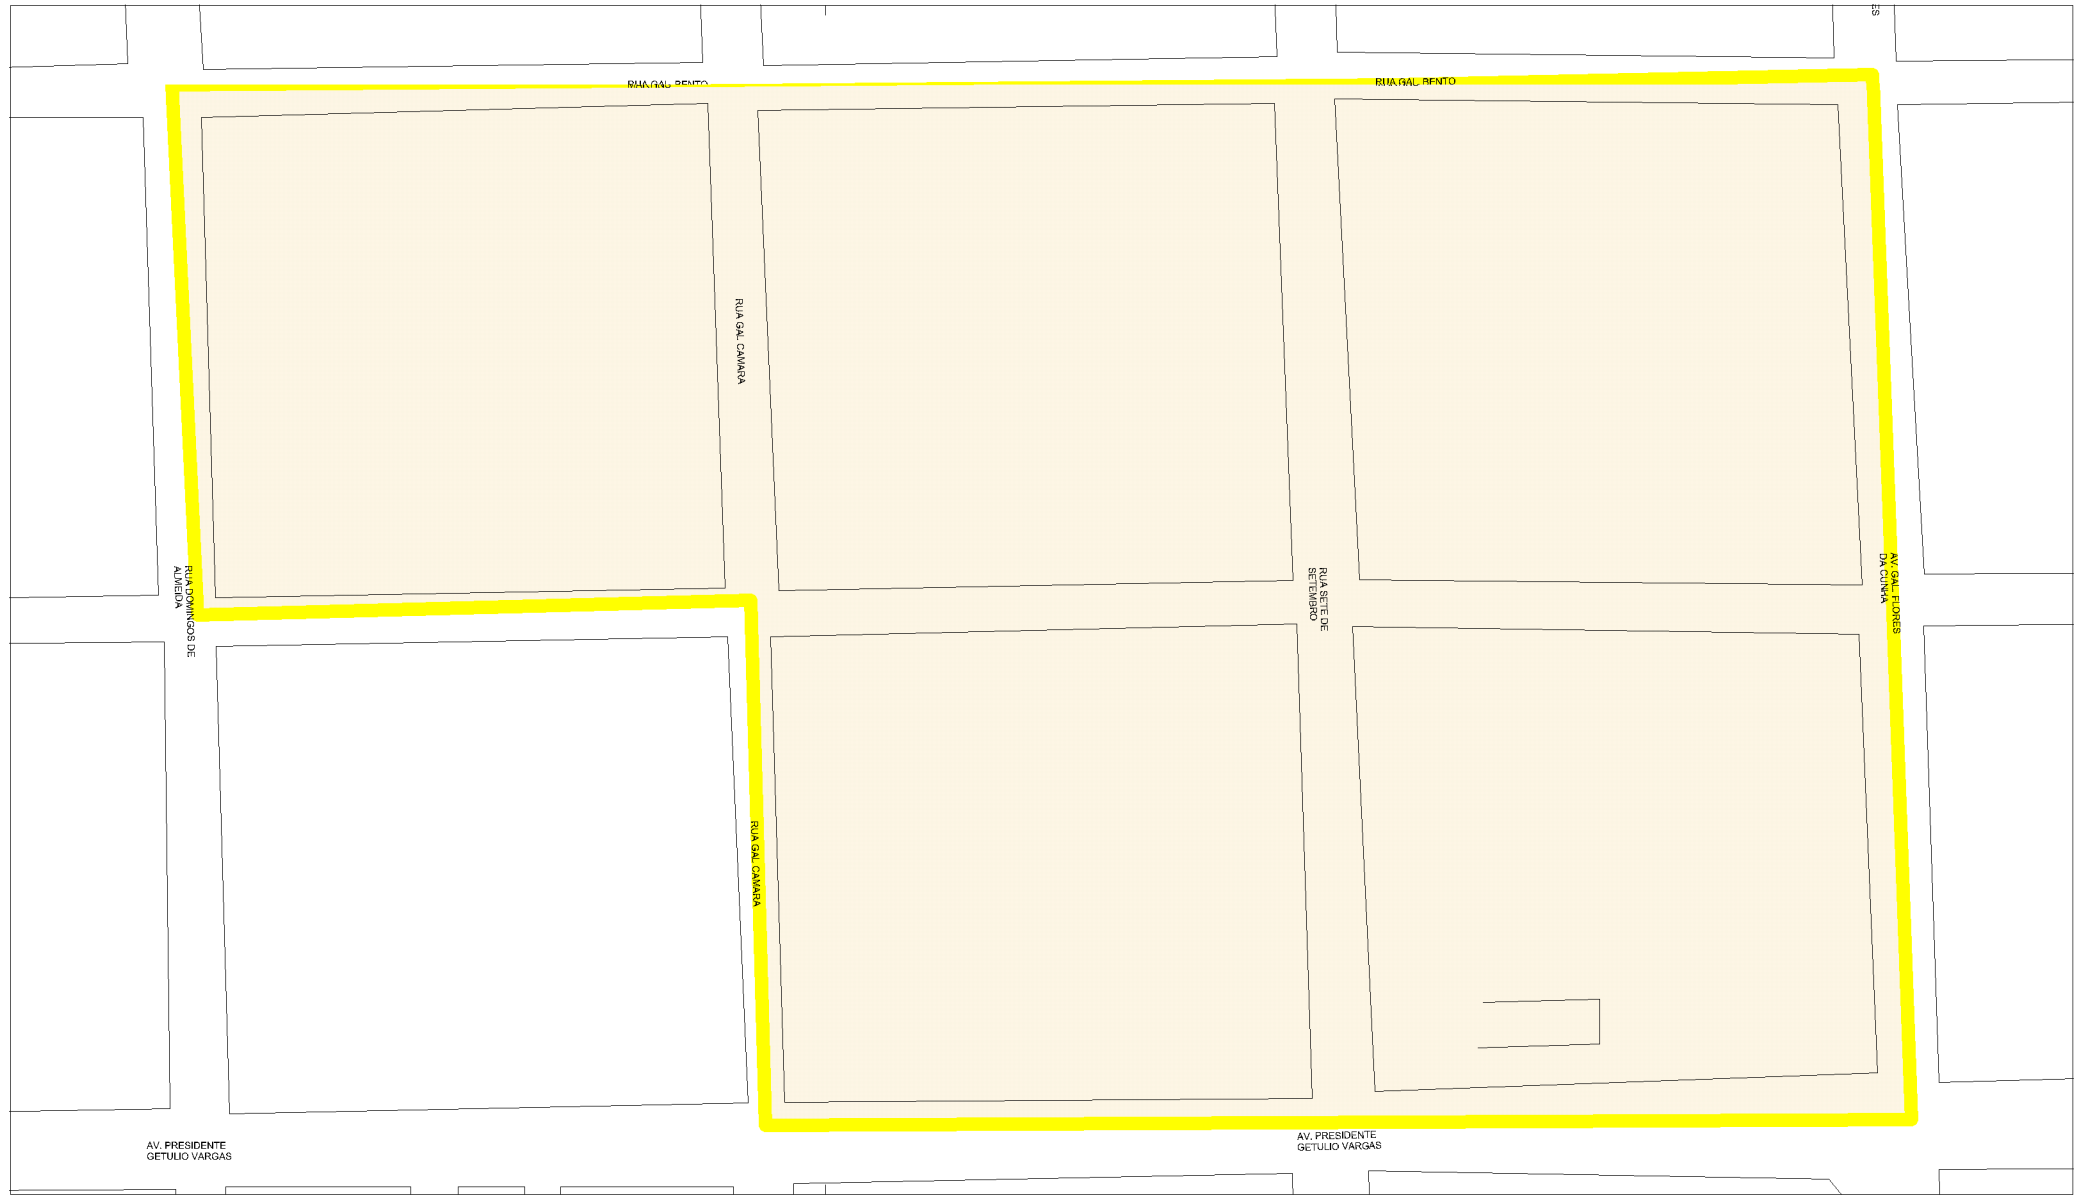 ES
RUA GAL. BENTO
RUA GAL. BENTO
RUA GAL. CAMARA
RUA DOMINGOS DE
ALMEIDA
RUA SETE DE
SETEMBRO
AV. GAL. FLORES
DA CUNHA
RUA GAL. CAMARA
AV. PRESIDENTE
GETULIO VARGAS
AV. PRESIDENTE
GETULIO VARGAS